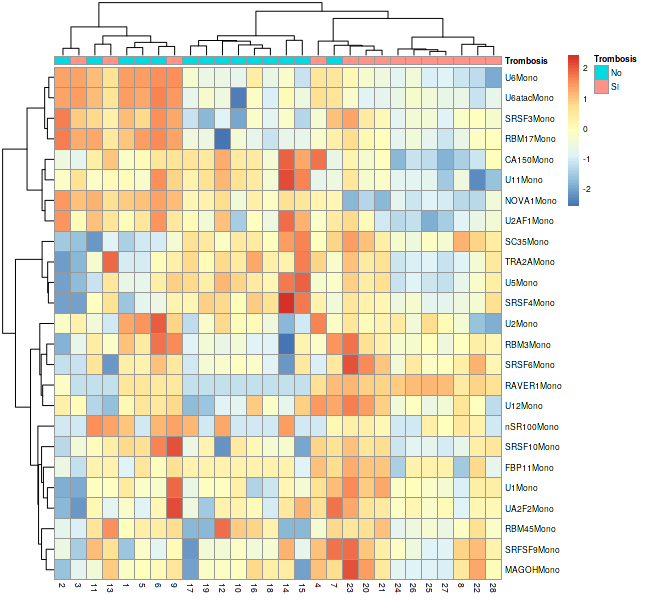 Trombosis
U6Mono
U6atacMono
SRSF3Mono
RBM17Mono
CA150Mono
U11Mono
NOVA1Mono
U2AF1Mono
SC35Mono
TRA2AMono
U5Mono
SRSF4Mono
U2Mono
RBM3Mono
SRSF6Mono
RAVER1Mono
U12Mono
nSR100Mono
SRSF10Mono
FBP11Mono
U1Mono
UA2F2Mono
RBM45Mono
SRFSF9Mono
MAGOHMono
2 3 11 13 1 5 6 9 17 19 12 10 16 18 14 15 4 7 23 20 21 24 26 25 27 8 22 28
2
1
0
-1
-2
Trombosis
No
SI